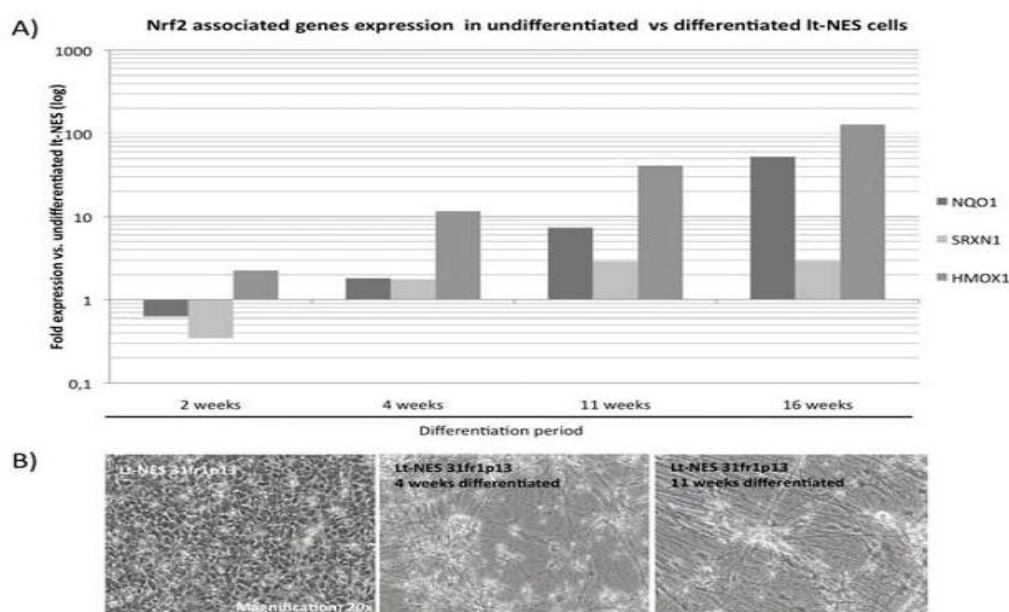 A)
Nrf2 associated genes expression in undifferentiated vs differentiated lt-NES cells
Fold expression vs. undifferentiated lt-NES (log)
1000
100
10
1
0,1
NQO1
SRXN1
HMOX1
2 weeks
4 weeks
11 weeks
16 weeks
Differentiation period
B)
Lt-NES 31fr1p13
Magnification: 20x
Lt-NES 31fr1p13
4 weeks differentiated
Lt-NES 31fr1p13
11 weeks differentiated